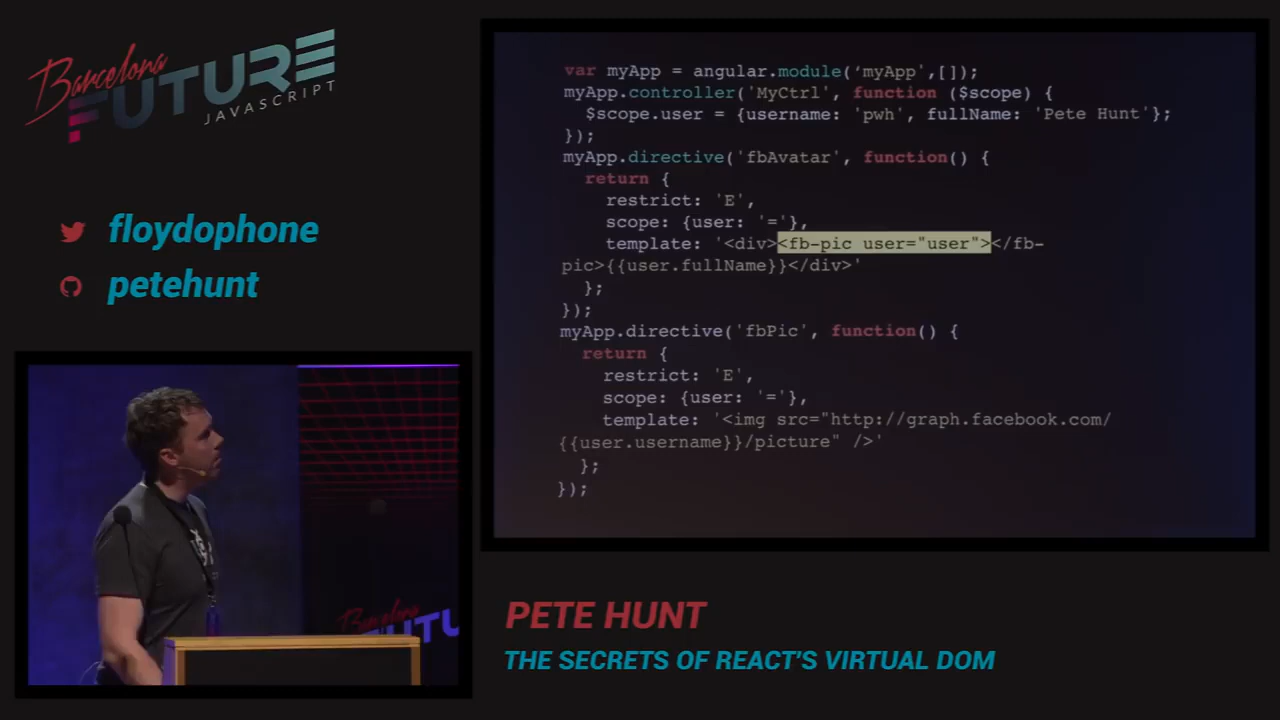 Barcelona
FUTURE
JAVASCRIPT
floydophone
petehunt
var myApp = angular.module(‘myApp',[]);
myApp.controller('MyCtrl', function ($scope) {
$scope.user = {username: 'pwh', fullName: 'Pete Hunt'};
});
myApp.directive('fbAvatar', function() {
return {
restrict: 'E',
scope: {user: '='},
template: '<div><fb-pic user="user"></fb-
pic>{{user.fullName}}</div>'
};
});
myApp.directive('fbPic', function() {
return {
restrict: 'E',
scope: {user: '='},
template: '<img src="http://graph.facebook.com/
{{user.username}}/picture" />'
};
});
Barcelona
FUTU
PETE HUNT
THE SECRETS OF REACT'S VIRTUAL DOM